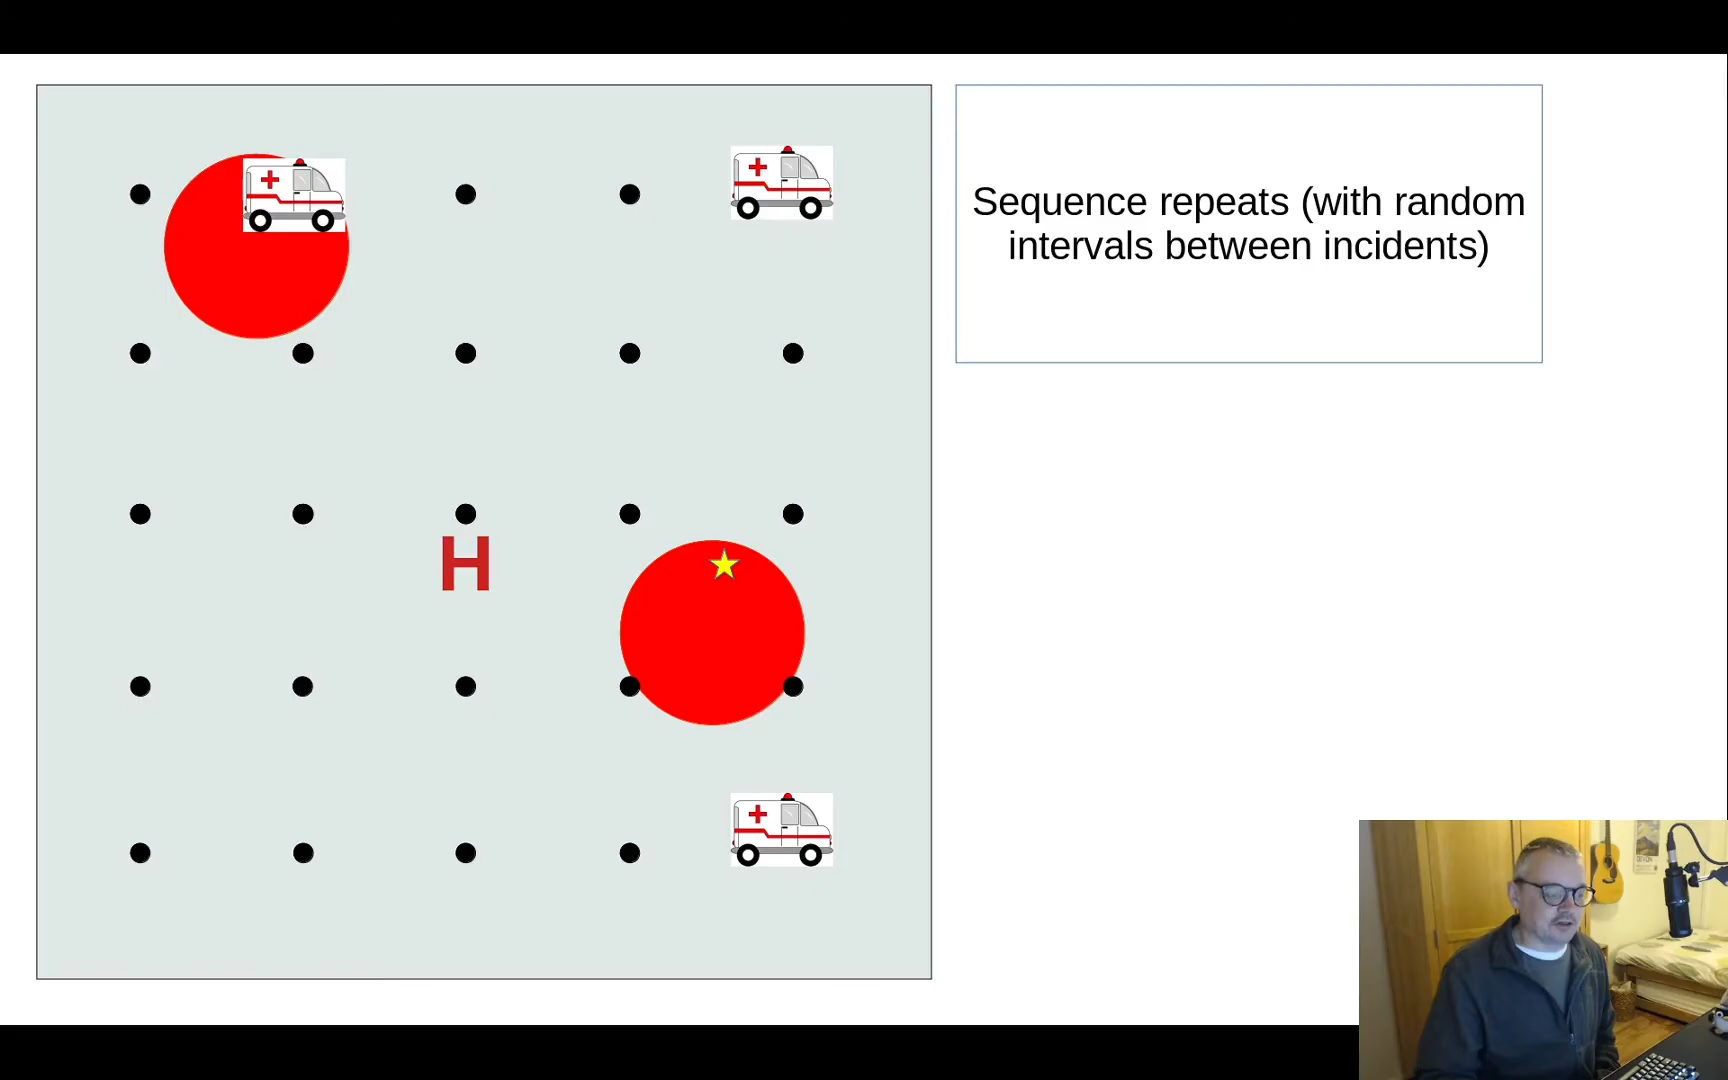 Sequence repeats (with random
intervals between incidents)
H